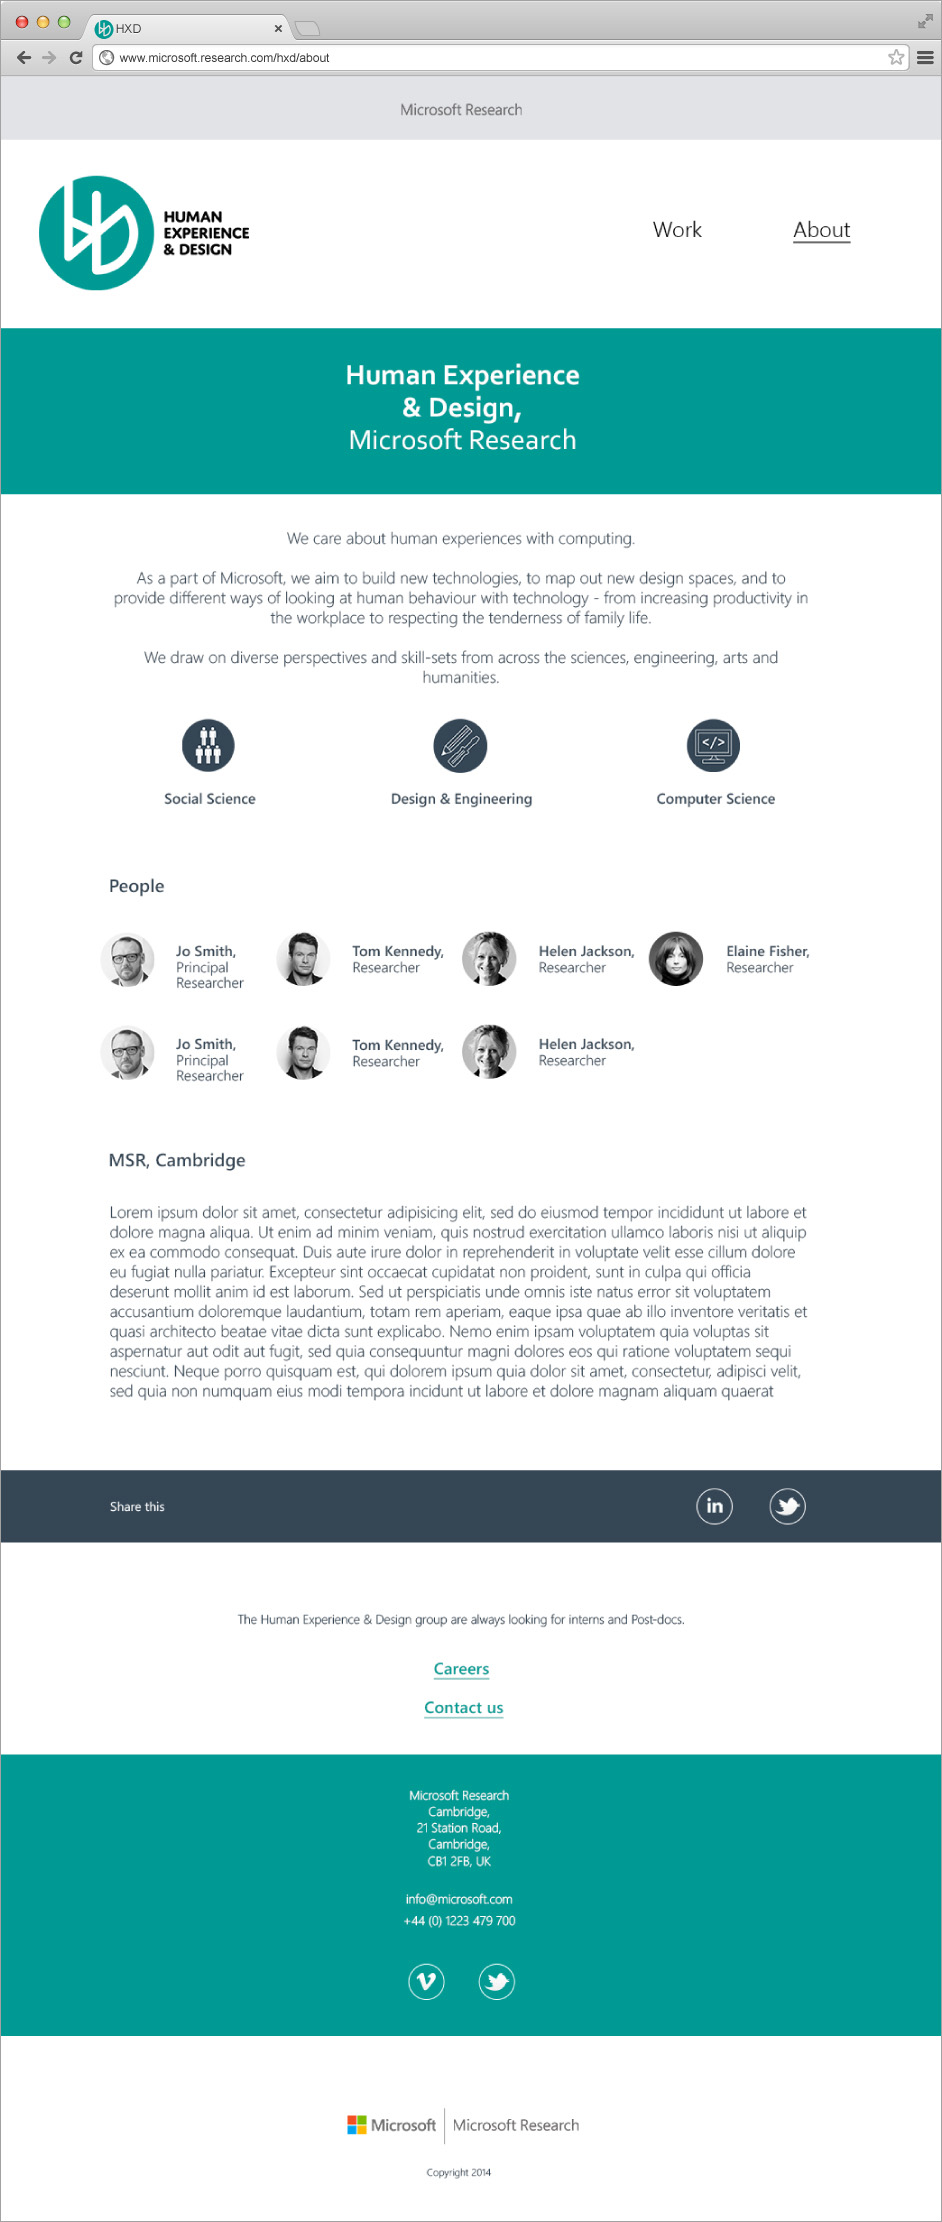 HXD
www.microsoft.research.com/hxd/about
Microsoft Research
HUMAN
EXPERIENCE
& DESIGN
Work
About
Human Experience
& Design,
Microsoft Research
We care about human experiences with computing.
As a part of Microsoft, we aim to build new technologies, to map out new design spaces, and to
provide different ways of looking at human behaviour with technology - from increasing productivity in
the workplace to respecting the tenderness of family life.
We draw on diverse perspectives and skill-sets from across the sciences, engineering, arts and
humanities.
</>
Social Science
Design & Engineering
Computer Science
People
Jo Smith,
Principal
Researcher
Tom Kennedy,
Researcher
Helen Jackson,
Researcher
Elaine Fisher,
Researcher
Jo Smith,
Principal
Researcher
Tom Kennedy,
Researcher
Helen Jackson,
Researcher
MSR, Cambridge
Lorem ipsum dolor sit amet, consectetur adipisicing elit, sed do eiusmod tempor incididunt ut labore et
dolore magna aliqua. Ut enim ad minim veniam, quis nostrud exercitation ullamco laboris nisi ut aliquip
ex ea commodo consequat. Duis aute irure dolor in reprehenderit in voluptate velit esse cillum dolore
eu fugiat nulla pariatur. Excepteur sint occaecat cupidatat non proident, sunt in culpa qui officia
deserunt mollit anim id est laborum. Sed ut perspiciatis unde omnis iste natus error sit voluptatem
accusantium doloremque laudantium, totam rem aperiam, eaque ipsa quae ab illo inventore veritatis et
quasi architecto beatae vitae dicta sunt explicabo. Nemo enim ipsam voluptatem quia voluptas sit
aspernatur aut odit aut fugit, sed quia consequuntur magni dolores eos qui ratione voluptatem sequi
nesciunt. Neque porro quisquam est, qui dolorem ipsum quia dolor sit amet, consectetur, adipisci velit,
sed quia non numquam eius modi tempora incidunt ut labore et dolore magnam aliquam quaerat
Share this
in
The Human Experience & Design group are always looking for interns and Post-docs.
Careers
Contact us
Microsoft Research
Cambridge,
21 Station Road,
Cambridge,
CB1 2FB, UK
info@microsoft.com
+44 (0) 1223 479 700
Microsoft | Microsoft Research
Copyright 2014